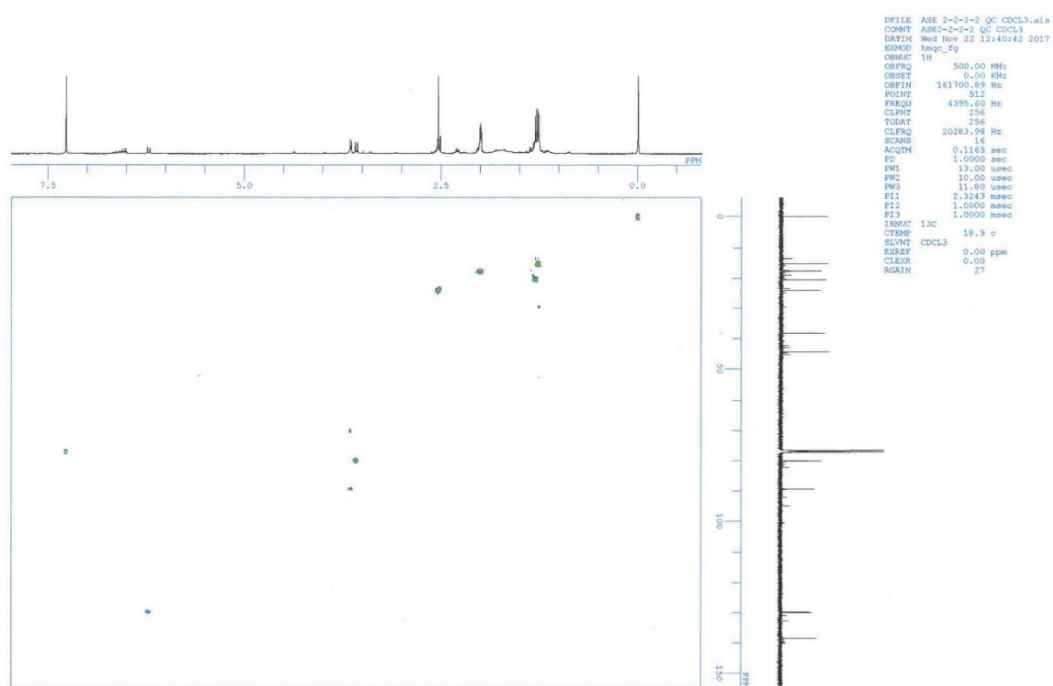 DFILE ASE 2-2-2-2 QC CDCL3.als
COMNT ASE2-2-2-2 QC CDCL3
DATIM Wed Nov 22 12:40:42 2017
EXMOD hmqc_fg
OBNUC 1H
OBFRQ 500.00 MHz
OBSET 0.00 KHz
OBFIN 161700.89 Hz
POINT 512
FREQU 4395.60 Hz
CLPNT 256
TODAT 256
CLFRQ 20283.98 Hz
SCANS 16
ACQTM 0.1165 sec
PD 1.0000 sec
PW1 13.00 usec
PW2 10.00 usec
PW3 11.80 usec
PI1 2.3243 msec
PI2 1.0000 msec
PI3 1.0000 msec
IRNUC 13C
CTEMP 18.9 c
SLVNT CDCL3
EXREF 0.00 ppm
CLEXR 0.00
RGAIN 27
PPM
7.5 5.0 2.5 0.0
0
50
100
150
PPM